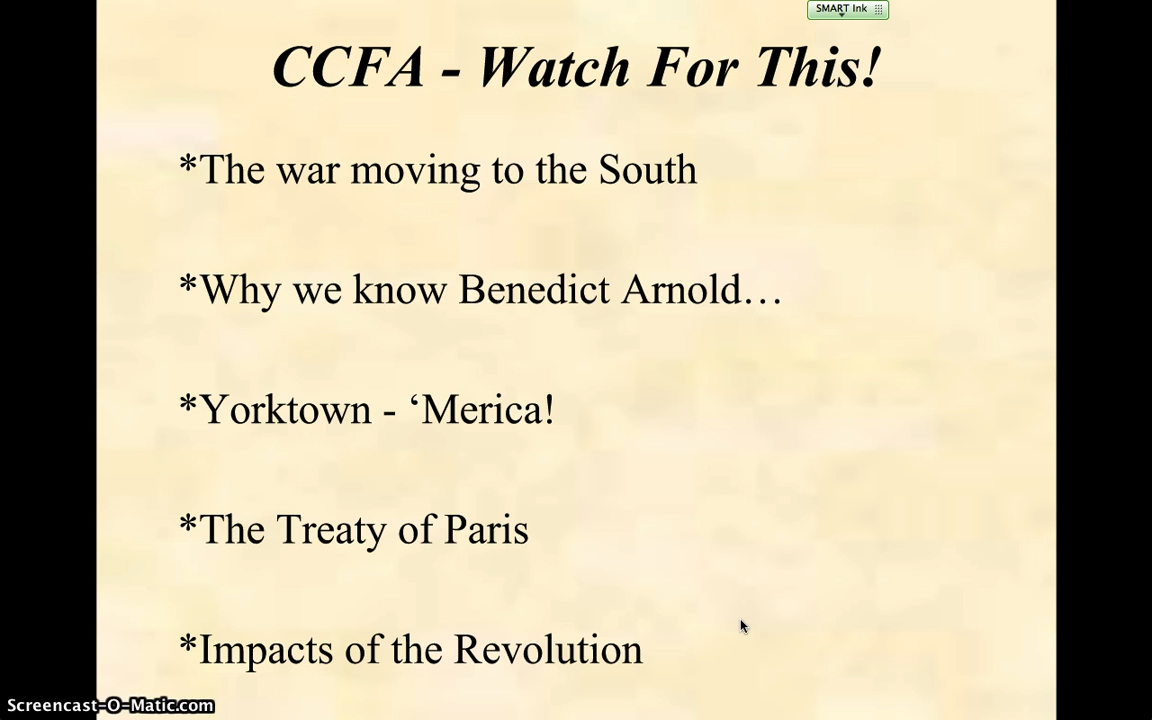 SMART Ink
CCFA - Watch For This!
*The war moving to the South
*Why we know Benedict Arnold…
*Yorktown - ‘Merica!
*The Treaty of Paris
*Impacts of the Revolution
Screencast-O-Matic.com